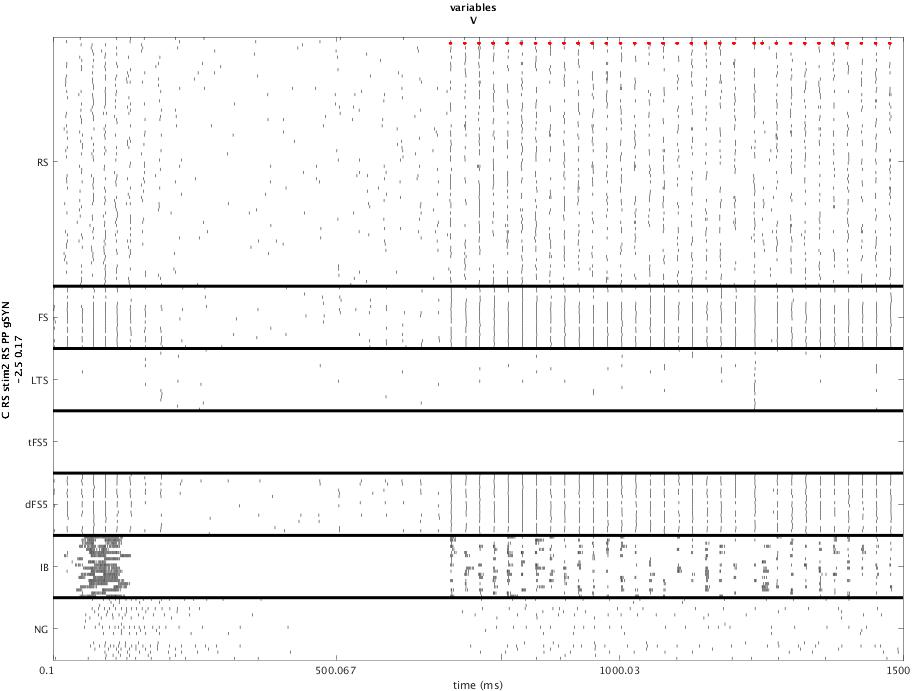 variables
V
RS
FS
LTS
tFS5
dFS5
IB
NG
C RS stim2 RS PP gSYN
-2.5 0.17
0.1
500.067
1000.03
1500
time (ms)